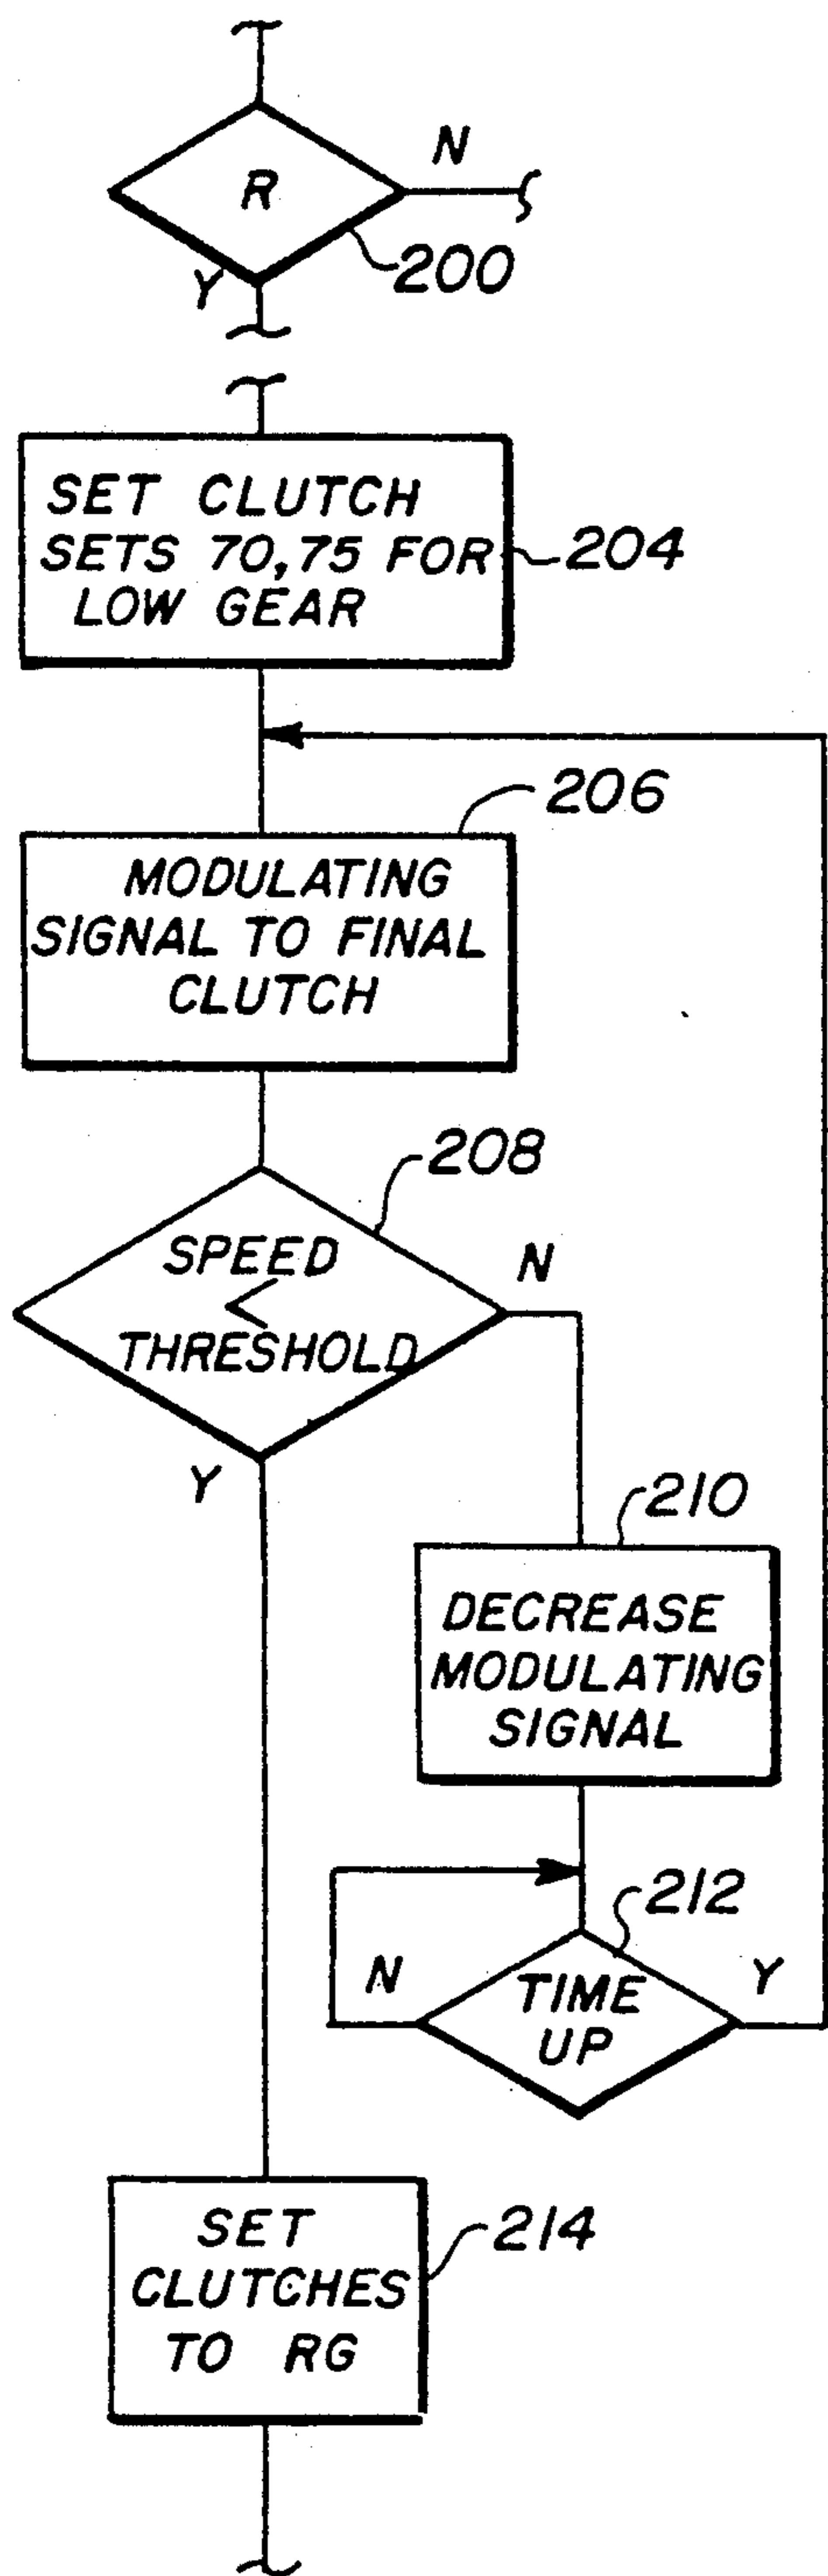 R
N
200
Y
SET CLUTCH
SETS 70,75 FOR
LOW GEAR
204
206
MODULATING
SIGNAL TO FINAL
CLUTCH
208
SPEED
<
THRESHOLD
N
Y
210
DECREASE
MODULATING
SIGNAL
212
N
TIME
UP
Y
SET
CLUTCHES
TO RG
214